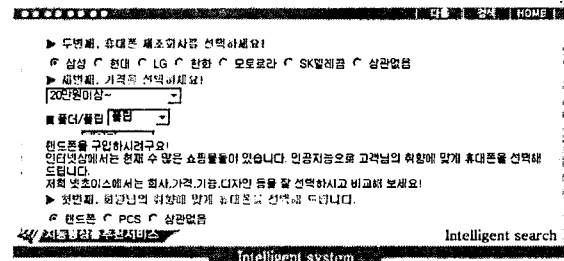 다음 | 검색 | HOME
▶ 두번째, 휴대폰 제조회사를 선택하세요!
삼성 현대 LG 한화 모토로라 SK텔레콤 상관없음
▶ 세번째, 가격을 선택하세요!
20만원이상~
■ 폴더/플립 플립
핸드폰을 구입하시려구요!
인터넷상에서는 현재 수 많은 쇼핑몰들이 있습니다. 인공지능으로 고객님의 취향에 맞게 휴대폰을 선택해
드립니다.
저희 넷초이스에서는 회사,가격,기능,디자인 등을 잘 선택하시고 비교해 보세요!
▶ 첫번째, 회원님의 취향에 맞게 휴대폰을 선택해 드립니다.
핸드폰 PCS 상관없음
Intelligent search
Intelligent system